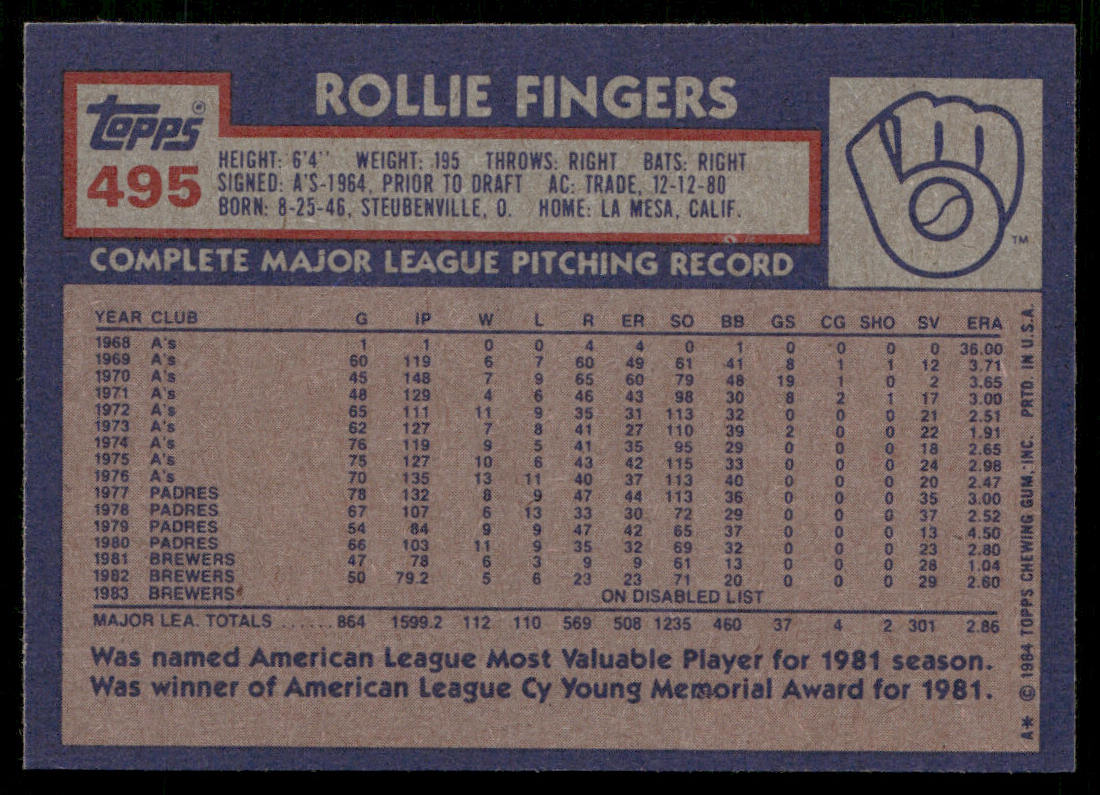 ROLLIE FINGERS
Topps ®
495
HEIGHT: 6'4" WEIGHT: 195 THROWS: RIGHT BATS: RIGHT
SIGNED: A'S-1964, PRIOR TO DRAFT AC: TRADE, 12-12-80
BORN: 8-25-46, STEUBENVILLE, O. HOME: LA MESA, CALIF.
TM
COMPLETE MAJOR LEAGUE PITCHING RECORD
YEAR CLUB G IP W L R ER SO BB GS CG SHO SV ERA
1968 A's 1 1 0 0 4 4 0 1 0 0 0 0 36.00
1969 A's 60 119 6 7 60 49 61 41 8 1 1 12 3.71
1970 A's 45 148 7 9 65 60 79 48 19 1 0 2 3.65
1971 A's 48 129 4 6 46 43 98 30 8 2 1 17 3.00
1972 A's 65 111 11 9 35 31 113 32 0 0 0 21 2.51
1973 A's 62 127 7 8 41 27 110 39 2 0 0 22 1.91
1974 A's 76 119 9 5 41 35 95 29 0 0 0 18 2.65
1975 A's 75 127 10 6 43 42 115 33 0 0 0 24 2.98
1976 A's 70 135 13 11 40 37 113 40 0 0 0 20 2.47
1977 PADRES 78 132 8 9 47 44 113 36 0 0 0 35 3.00
1978 PADRES 67 107 6 13 33 30 72 29 0 0 0 37 2.52
1979 PADRES 54 84 9 9 47 42 65 37 0 0 0 13 4.50
1980 PADRES 66 103 11 9 35 32 69 32 0 0 0 23 2.80
1981 BREWERS 47 78 6 3 9 9 61 13 0 0 0 28 1.04
1982 BREWERS 50 79.2 5 6 23 23 71 20 0 0 0 29 2.60
1983 BREWERS ON DISABLED LIST
MAJOR LEA. TOTALS ...... 864 1599.2 112 110 569 508 1235 460 37 4 2 301 2.86
Was named American League Most Valuable Player for 1981 season.
Was winner of American League Cy Young Memorial Award for 1981.
A* © 1984 TOPPS CHEWING GUM, INC. PRTD. IN U.S.A.